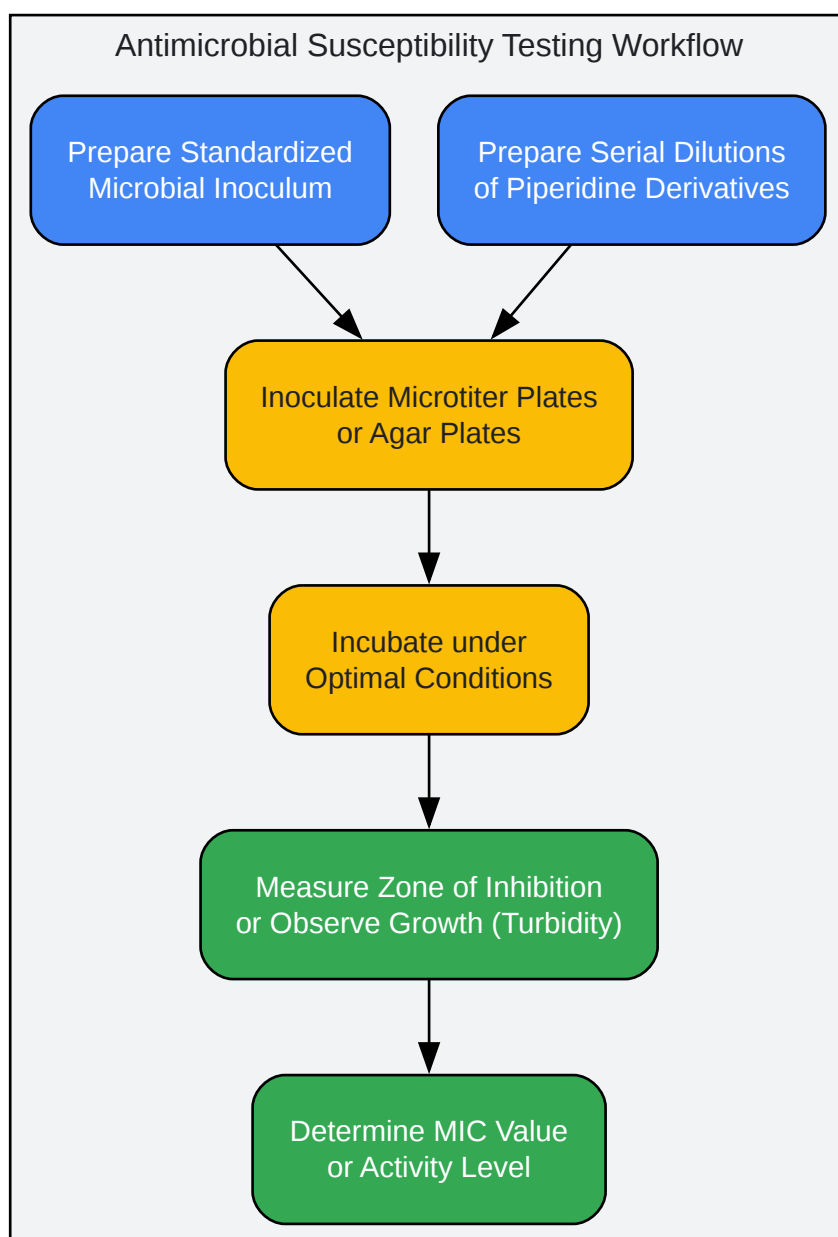 Antimicrobial Susceptibility Testing Workflow
Prepare Standardized
Microbial Inoculum
Prepare Serial Dilutions
of Piperidine Derivatives
Inoculate Microtiter Plates
or Agar Plates
Incubate under
Optimal Conditions
Measure Zone of Inhibition
or Observe Growth (Turbidity)
Determine MIC Value
or Activity Level